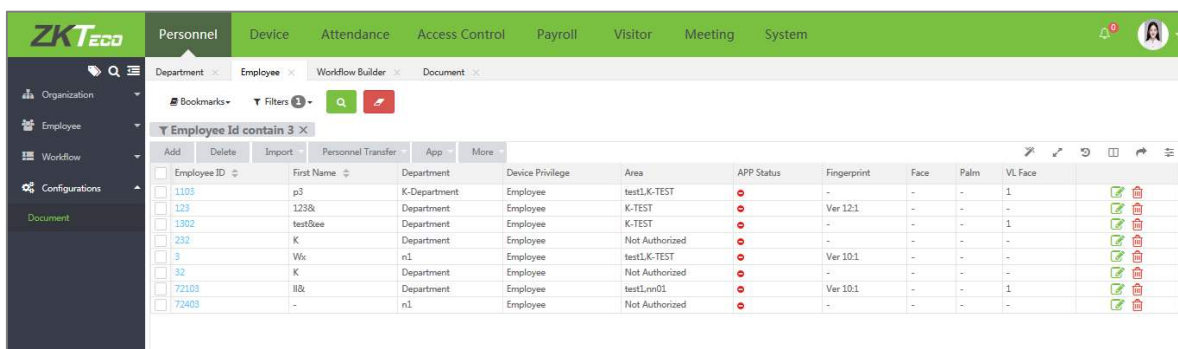 ZKTECO Personnel Device Attendance Access Control Payroll Visitor Meeting System 0
Department × Employee × Workflow Builder × Document ×
Organization
Employee
Workflow
Configurations
Document
Bookmarks Filters 1
Employee Id contain 3 ×
Add Delete Import Personnel Transfer App More
Employee ID First Name Department Device Privilege Area APP Status Fingerprint Face Palm VL Face
1103 p3 K-Department Employee test1,K-TEST - - - 1
123 123& Department Employee K-TEST Ver 12:1 - - -
1302 test&ee Department Employee K-TEST - - - 1
232 K Department Employee Not Authorized - - - -
3 Wx n1 Employee test1,K-TEST Ver 10:1 - - -
32 K Department Employee Not Authorized - - - -
72103 ll& Department Employee test1,nn01 Ver 10:1 - - 1
72403 - n1 Employee Not Authorized - - - -